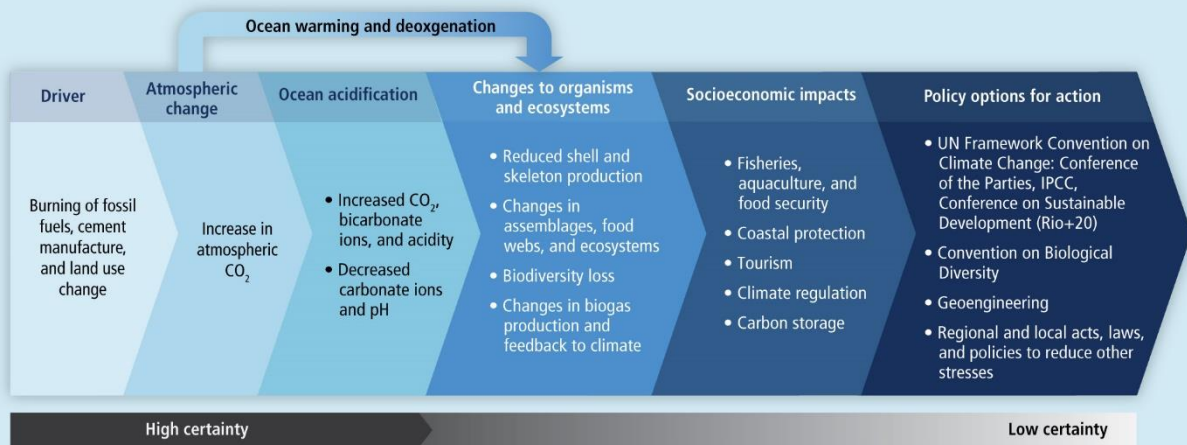 Ocean warming and deoxgenation
Driver
Atmospheric
change
Ocean acidification
Changes to organisms
and ecosystems
Socioeconomic impacts
Policy options for action
Burning of fossil
fuels, cement
manufacture,
and land use
change
Increase in
atmospheric
CO₂
• Increased CO₂,
bicarbonate
ions, and acidity
• Decreased
carbonate ions
and pH
• Reduced shell and
skeleton production
• Changes in
assemblages, food
webs, and ecosystems
• Biodiversity loss
• Changes in biogas
production and
feedback to climate
• Fisheries,
aquaculture, and
food security
• Coastal protection
• Tourism
• Climate regulation
• Carbon storage
• UN Framework Convention on
Climate Change: Conference
of the Parties, IPCC,
Conference on Sustainable
Development (Rio+20)
• Convention on Biological
Diversity
• Geoengineering
• Regional and local acts, laws,
and policies to reduce other
stresses
High certainty
Low certainty